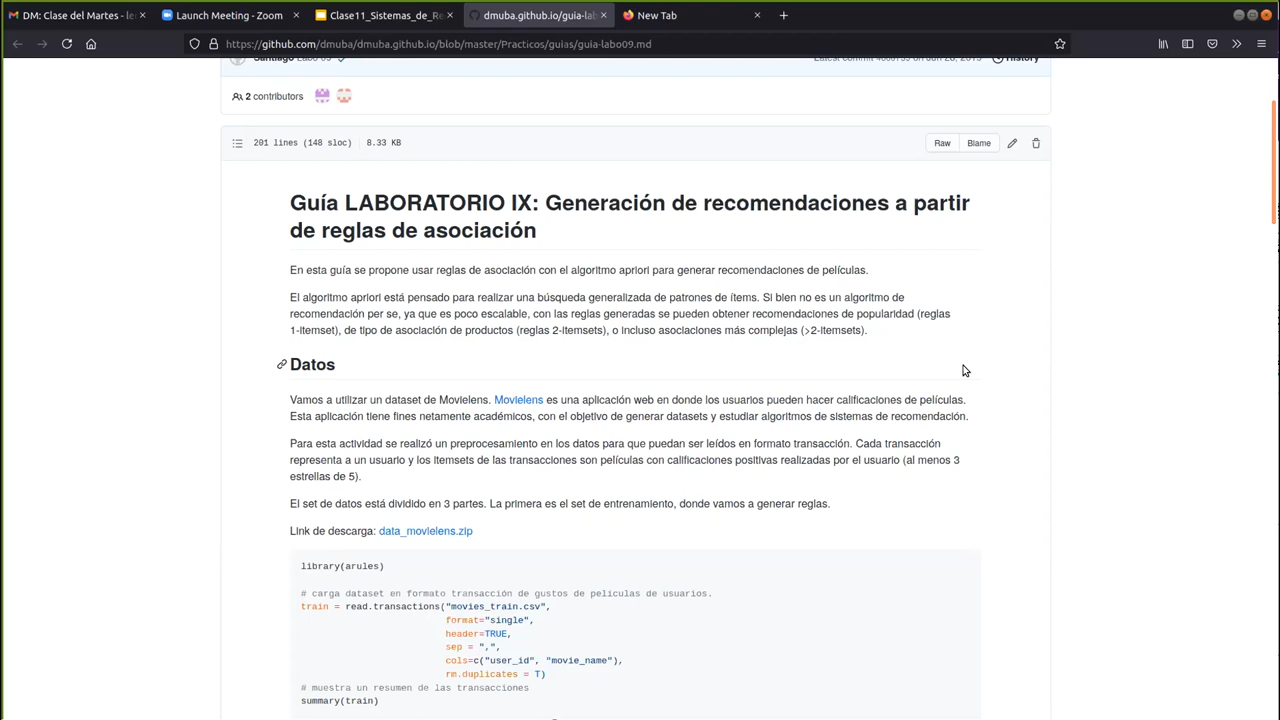 DM: Clase del Martes - le
Launch Meeting - Zoom
Clase11_Sistemas_de_Re
dmuba.github.io/guia-lab
New Tab
https://github.com/dmuba/dmuba.github.io/blob/master/Practicos/guias/guia-labo09.md
Santiago Labo 09
History
2 contributors
201 lines (148 sloc) 8.33 KB
Raw Blame
Guía LABORATORIO IX: Generación de recomendaciones a partir
de reglas de asociación
En esta guía se propone usar reglas de asociación con el algoritmo apriori para generar recomendaciones de películas.
El algoritmo apriori está pensado para realizar una búsqueda generalizada de patrones de ítems. Si bien no es un algoritmo de
recomendación per se, ya que es poco escalable, con las reglas generadas se pueden obtener recomendaciones de popularidad (reglas
1-itemset), de tipo de asociación de productos (reglas 2-itemsets), o incluso asociaciones más complejas (>2-itemsets).
Datos
Vamos a utilizar un dataset de Movielens. Movielens es una aplicación web en donde los usuarios pueden hacer calificaciones de películas.
Esta aplicación tiene fines netamente académicos, con el objetivo de generar datasets y estudiar algoritmos de sistemas de recomendación.
Para esta actividad se realizó un preprocesamiento en los datos para que puedan ser leídos en formato transacción. Cada transacción
representa a un usuario y los itemsets de las transacciones son películas con calificaciones positivas realizadas por el usuario (al menos 3
estrellas de 5).
El set de datos está dividido en 3 partes. La primera es el set de entrenamiento, donde vamos a generar reglas.
Link de descarga: data_movielens.zip
library(arules)
# carga dataset en formato transacción de gustos de películas de usuarios.
train = read.transactions("movies_train.csv",
format="single",
header=TRUE,
sep = ",",
cols=c("user_id", "movie_name"),
rm.duplicates = T)
# muestra un resumen de las transacciones
summary(train)